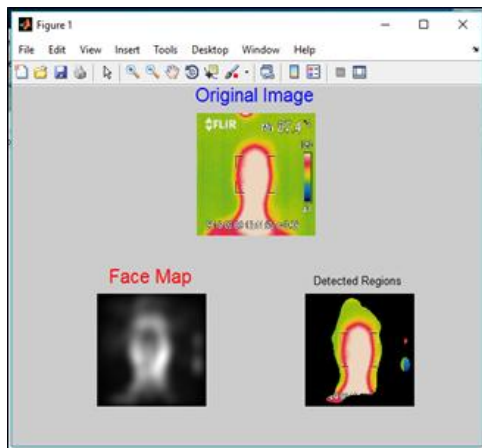 Figure 1
File Edit View Insert Tools Desktop Window Help
Original Image
FLIR
Face Map
Detected Regions